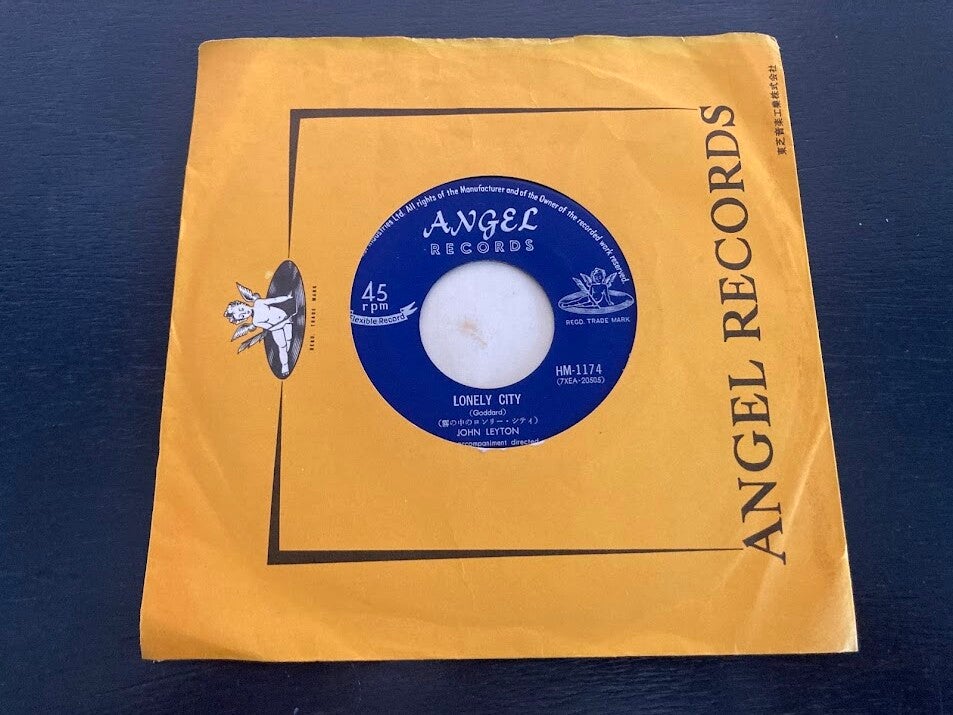 東芝音楽工業株式会社
ANGEL RECORDS
REGD. TRADE MARK
Industries Ltd. All rights of the Manufacturer and of the Owner of the recorded work reserved.
ANGEL
RECORDS
45
rpm
Flexible Record
REGD. TRADE MARK
HM-1174
(7XEA-20505)
LONELY CITY
(Goddard)
(霧の中のロンリー・シティ)
JOHN LEYTON
accompaniment directed